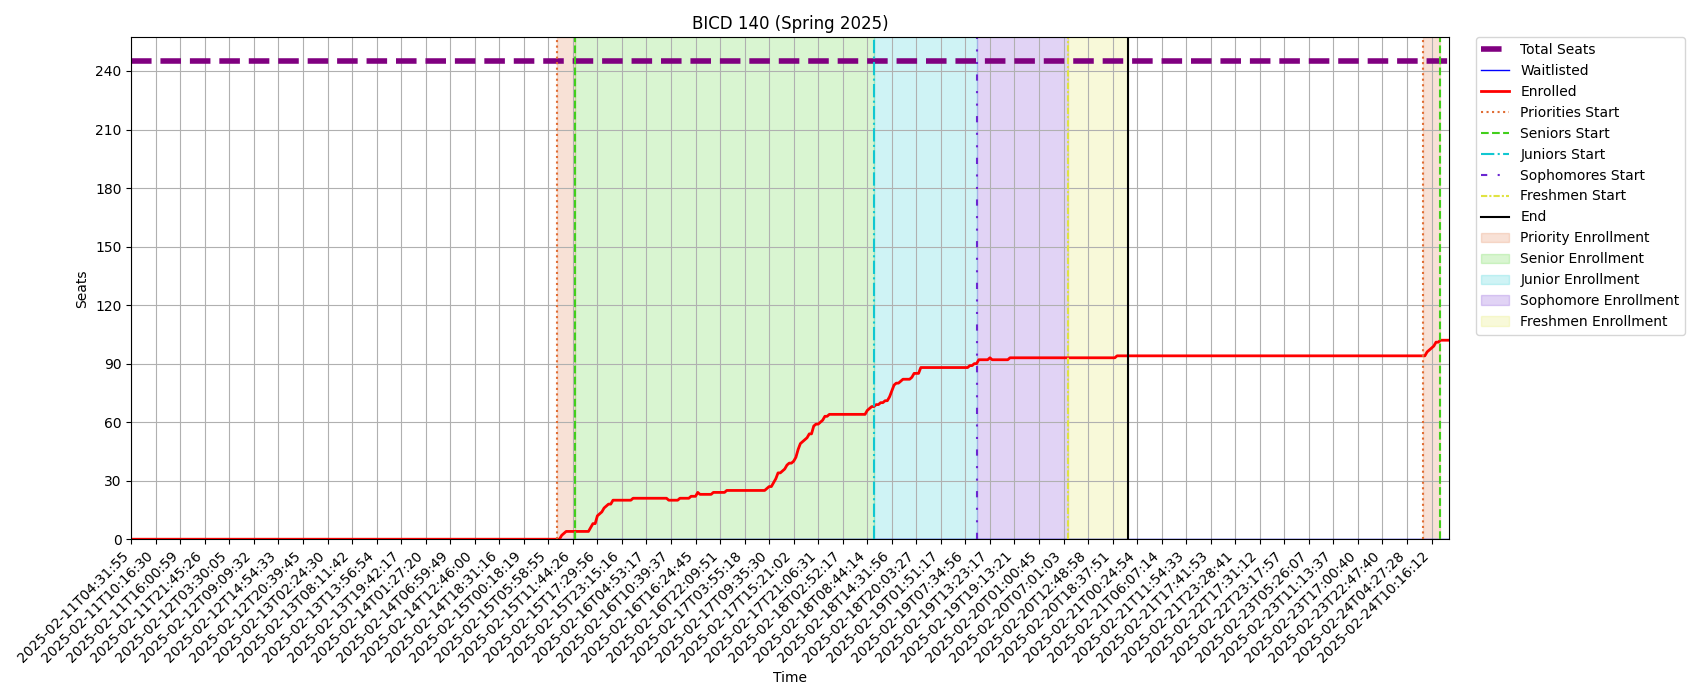 BICD 140 (Spring 2025)
Seats
240
210
180
150
120
90
60
30
0
2025-02-11T04:31:55
2025-02-11T10:16:30
2025-02-11T16:00:59
2025-02-11T21:45:26
2025-02-12T03:30:05
2025-02-12T09:09:32
2025-02-12T14:54:33
2025-02-12T20:39:45
2025-02-13T02:24:30
2025-02-13T08:11:42
2025-02-13T13:56:54
2025-02-13T19:42:17
2025-02-14T01:27:20
2025-02-14T06:59:49
2025-02-14T12:46:00
2025-02-14T18:31:16
2025-02-15T00:18:19
2025-02-15T05:58:55
2025-02-15T11:44:26
2025-02-15T17:29:56
2025-02-15T23:15:16
2025-02-16T04:53:17
2025-02-16T10:39:37
2025-02-16T16:24:45
2025-02-16T22:09:51
2025-02-17T03:55:18
2025-02-17T09:35:30
2025-02-17T15:21:02
2025-02-17T21:06:31
2025-02-18T02:52:17
2025-02-18T08:44:14
2025-02-18T14:31:56
2025-02-18T20:03:27
2025-02-19T01:51:17
2025-02-19T07:34:56
2025-02-19T13:23:17
2025-02-19T19:13:21
2025-02-20T01:00:45
2025-02-20T07:01:03
2025-02-20T12:48:58
2025-02-20T18:37:51
2025-02-21T00:24:54
2025-02-21T06:07:14
2025-02-21T11:54:33
2025-02-21T17:41:53
2025-02-21T23:28:41
2025-02-22T17:31:12
2025-02-22T23:17:57
2025-02-23T05:26:07
2025-02-23T11:13:37
2025-02-23T17:00:40
2025-02-23T22:47:40
2025-02-24T04:27:28
2025-02-24T10:16:12
Time
Total Seats
Waitlisted
Enrolled
Priorities Start
Seniors Start
Juniors Start
Sophomores Start
Freshmen Start
End
Priority Enrollment
Senior Enrollment
Junior Enrollment
Sophomore Enrollment
Freshmen Enrollment